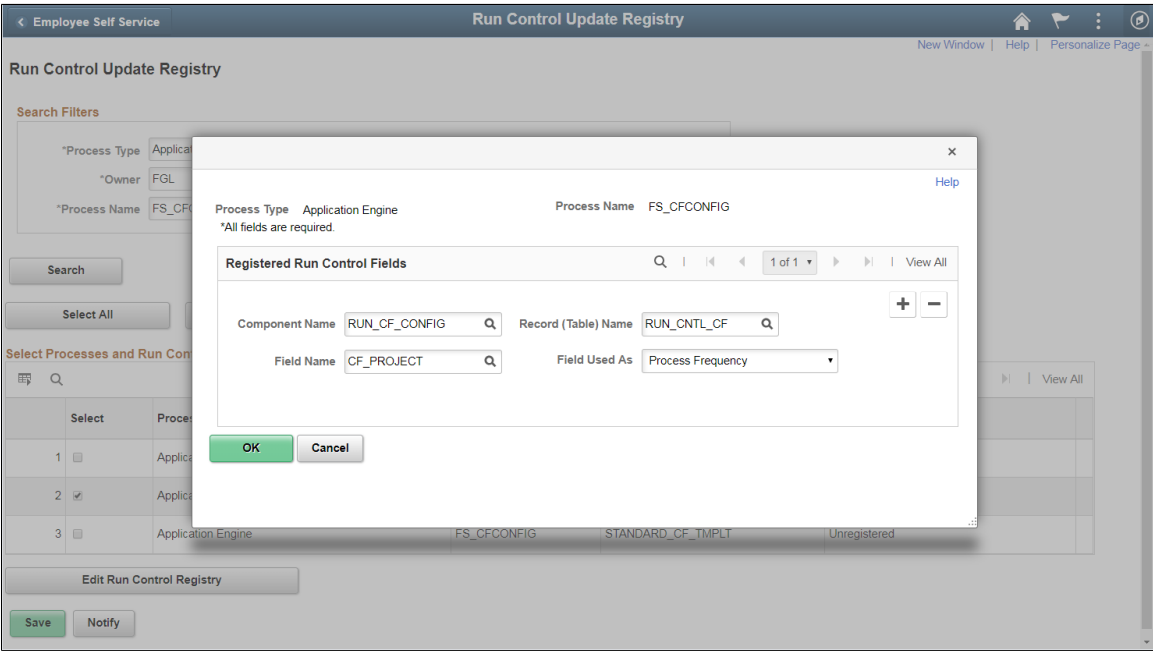 Employee Self Service
Run Control Update Registry
New Window | Help | Personalize Page
Run Control Update Registry
Search Filters
*Process Type Applicat
*Owner FGL
*Process Name FS_CF
Search
Select All
Select Processes and Run Con
View All
Select Proces
1 Applica
2 Applica
3 Application Engine FS_CFCONFIG STANDARD_CF_TMPLT Unregistered
Edit Run Control Registry
Save Notify
×
Help
Process Type Application Engine Process Name FS_CFCONFIG
*All fields are required.
Registered Run Control Fields 1 of 1 View All
+ −
Component Name RUN_CF_CONFIG Record (Table) Name RUN_CNTL_CF
Field Name CF_PROJECT Field Used As Process Frequency
OK Cancel